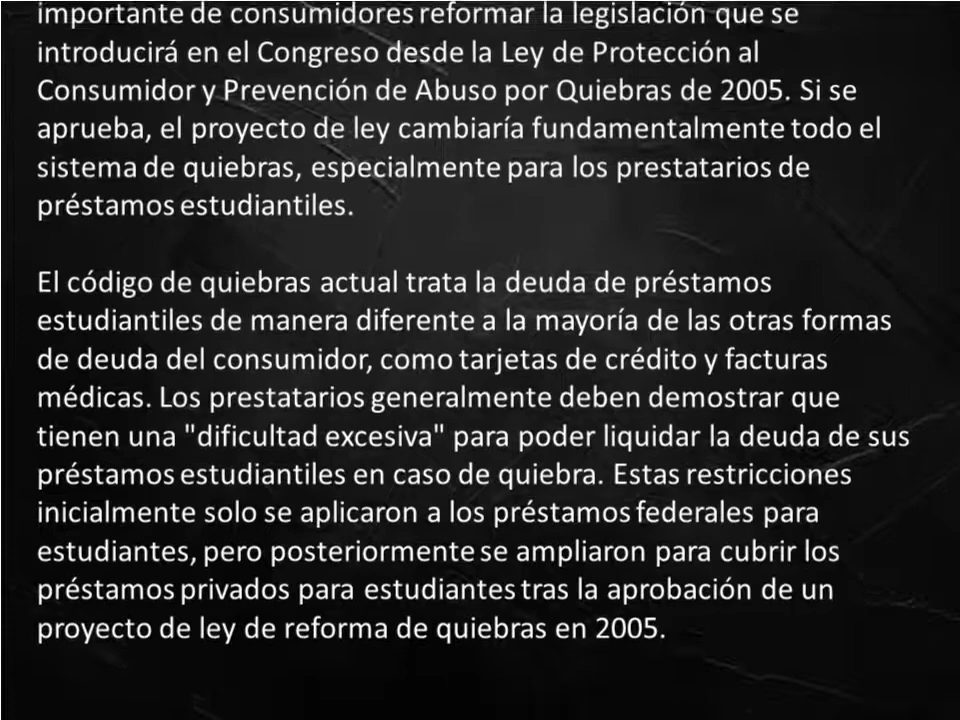 importante de consumidores reformar la legislación que se
introducirá en el Congreso desde la Ley de Protección al
Consumidor y Prevención de Abuso por Quiebras de 2005. Si se
aprueba, el proyecto de ley cambiaría fundamentalmente todo el
sistema de quiebras, especialmente para los prestatarios de
préstamos estudiantiles.
El código de quiebras actual trata la deuda de préstamos
estudiantiles de manera diferente a la mayoría de las otras formas
de deuda del consumidor, como tarjetas de crédito y facturas
médicas. Los prestatarios generalmente deben demostrar que
tienen una "dificultad excesiva" para poder liquidar la deuda de sus
préstamos estudiantiles en caso de quiebra. Estas restricciones
inicialmente solo se aplicaron a los préstamos federales para
estudiantes, pero posteriormente se ampliaron para cubrir los
préstamos privados para estudiantes tras la aprobación de un
proyecto de ley de reforma de quiebras en 2005.